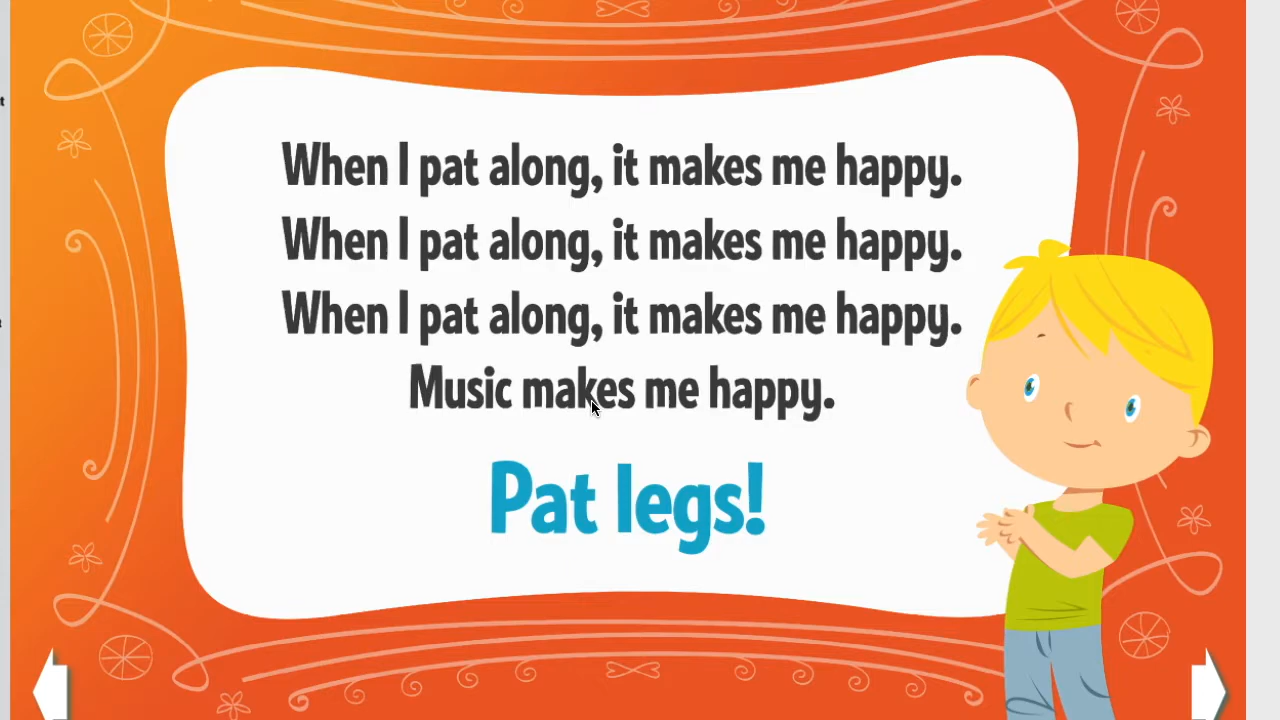 When I pat along, it makes me happy.
When I pat along, it makes me happy.
When I pat along, it makes me happy.
Music makes me happy.
Pat legs!